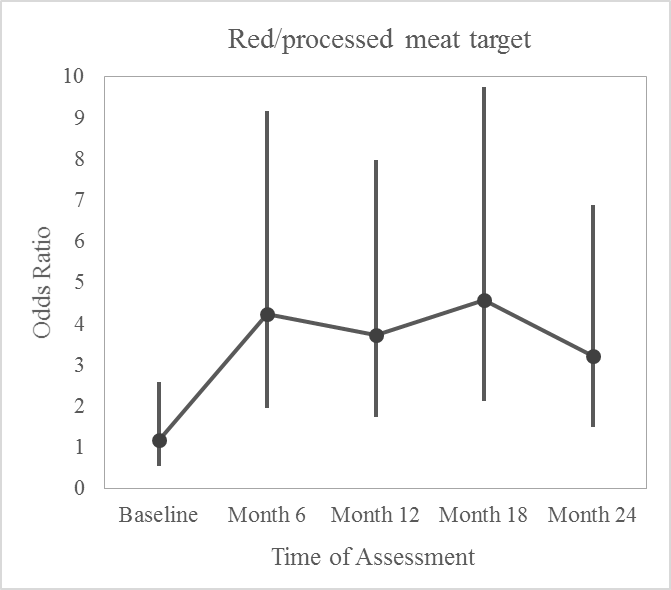 Red/processed meat target
10
9
8
7
6
5
4
3
2
1
0
Odds Ratio
Baseline Month 6 Month 12 Month 18 Month 24
Time of Assessment